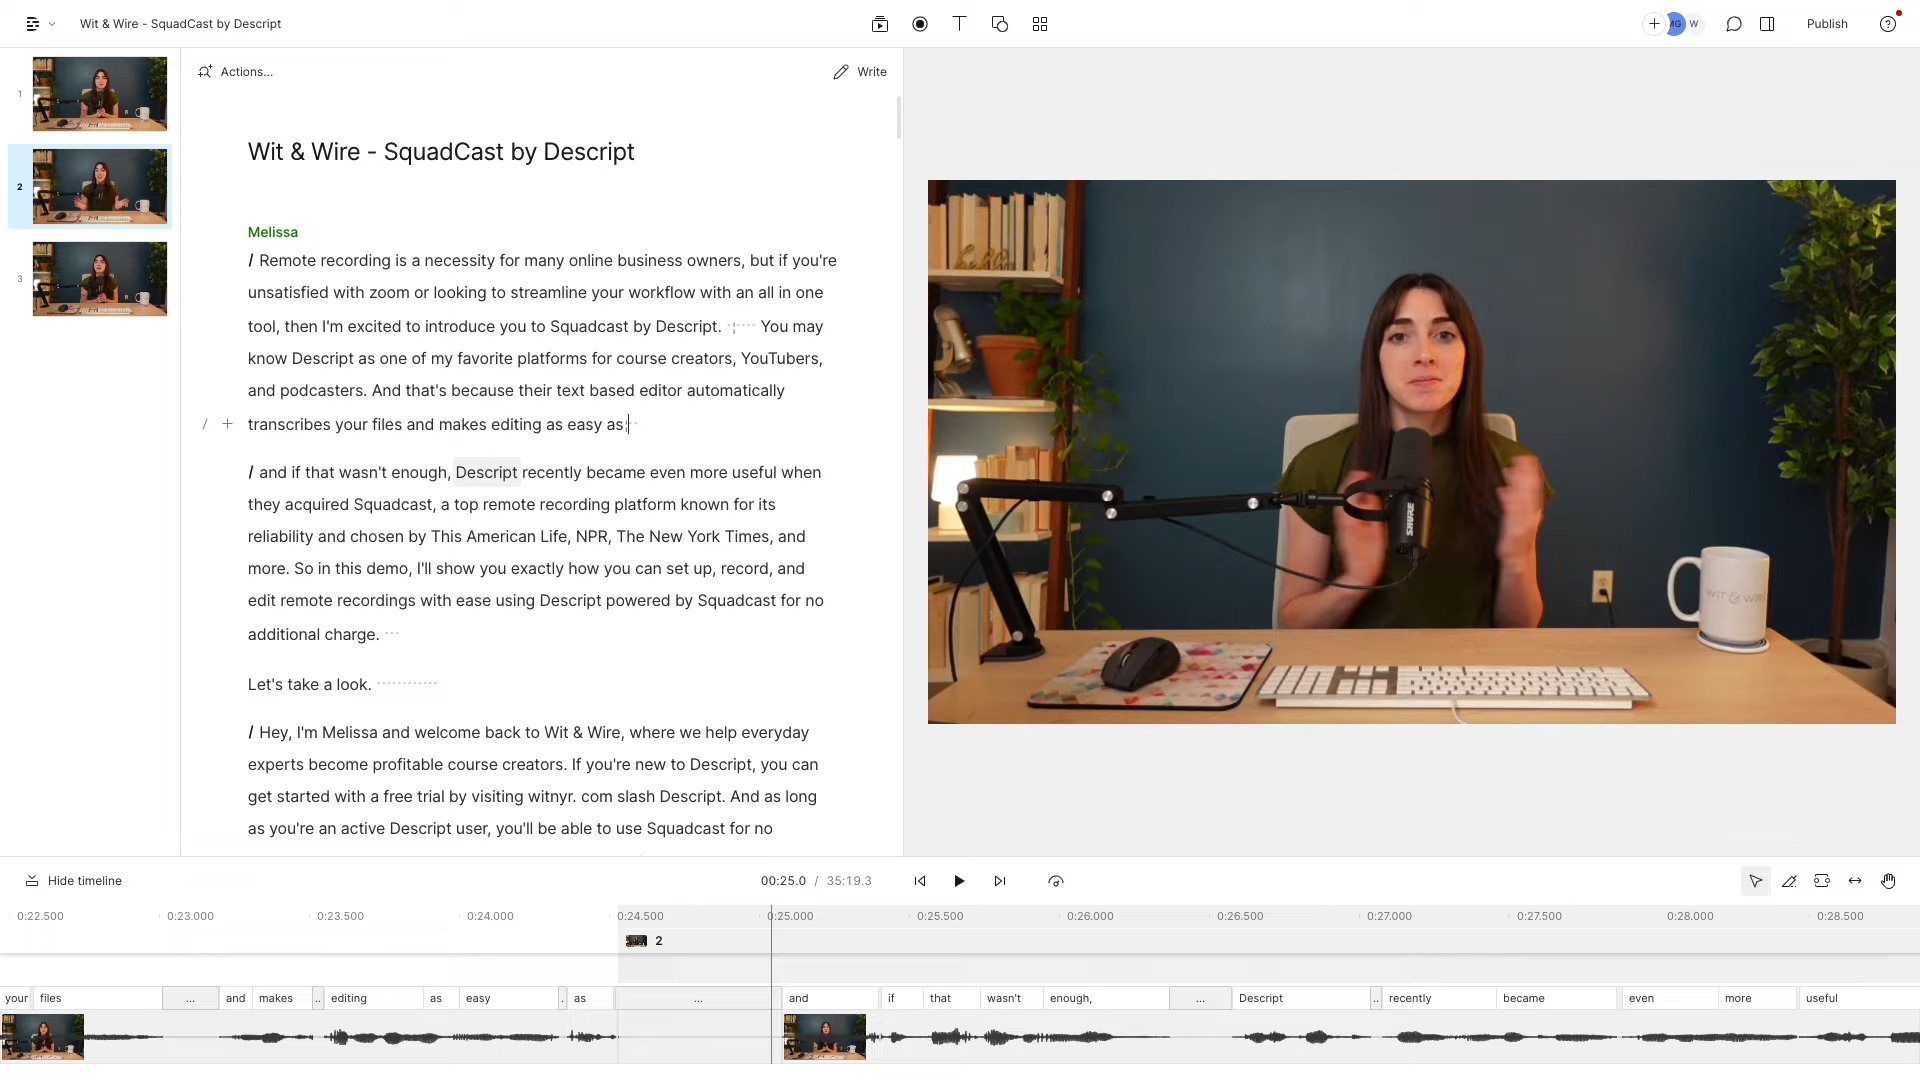 Wit & Wire - SquadCast by Descript
MG
W
Publish
1
2
3
Actions...
Write
Wit & Wire - SquadCast by Descript
Melissa
/ Remote recording is a necessity for many online business owners, but if you're
unsatisfied with zoom or looking to streamline your workflow with an all in one
tool, then I'm excited to introduce you to Squadcast by Descript. You may
know Descript as one of my favorite platforms for course creators, YouTubers,
and podcasters. And that's because their text based editor automatically
/ + transcribes your files and makes editing as easy as
/ and if that wasn't enough, Descript recently became even more useful when
they acquired Squadcast, a top remote recording platform known for its
reliability and chosen by This American Life, NPR, The New York Times, and
more. So in this demo, I'll show you exactly how you can set up, record, and
edit remote recordings with ease using Descript powered by Squadcast for no
additional charge.
Let's take a look.
/ Hey, I'm Melissa and welcome back to Wit & Wire, where we help everyday
experts become profitable course creators. If you're new to Descript, you can
get started with a free trial by visiting witnyr. com slash Descript. And as long
as you're an active Descript user, you'll be able to use Squadcast for no
hello
SHURE
WIT & WIRE
Hide timeline
00:25.0 / 35:19.3
0:22.500 0:23.000 0:23.500 0:24.000 0:24.500 0:25.000 0:25.500 0:26.000 0:26.500 0:27.000 0:27.500 0:28.000 0:28.500
2
your files ... and makes .. editing as easy . as ... and if that wasn't enough, ... Descript .. recently became even more useful